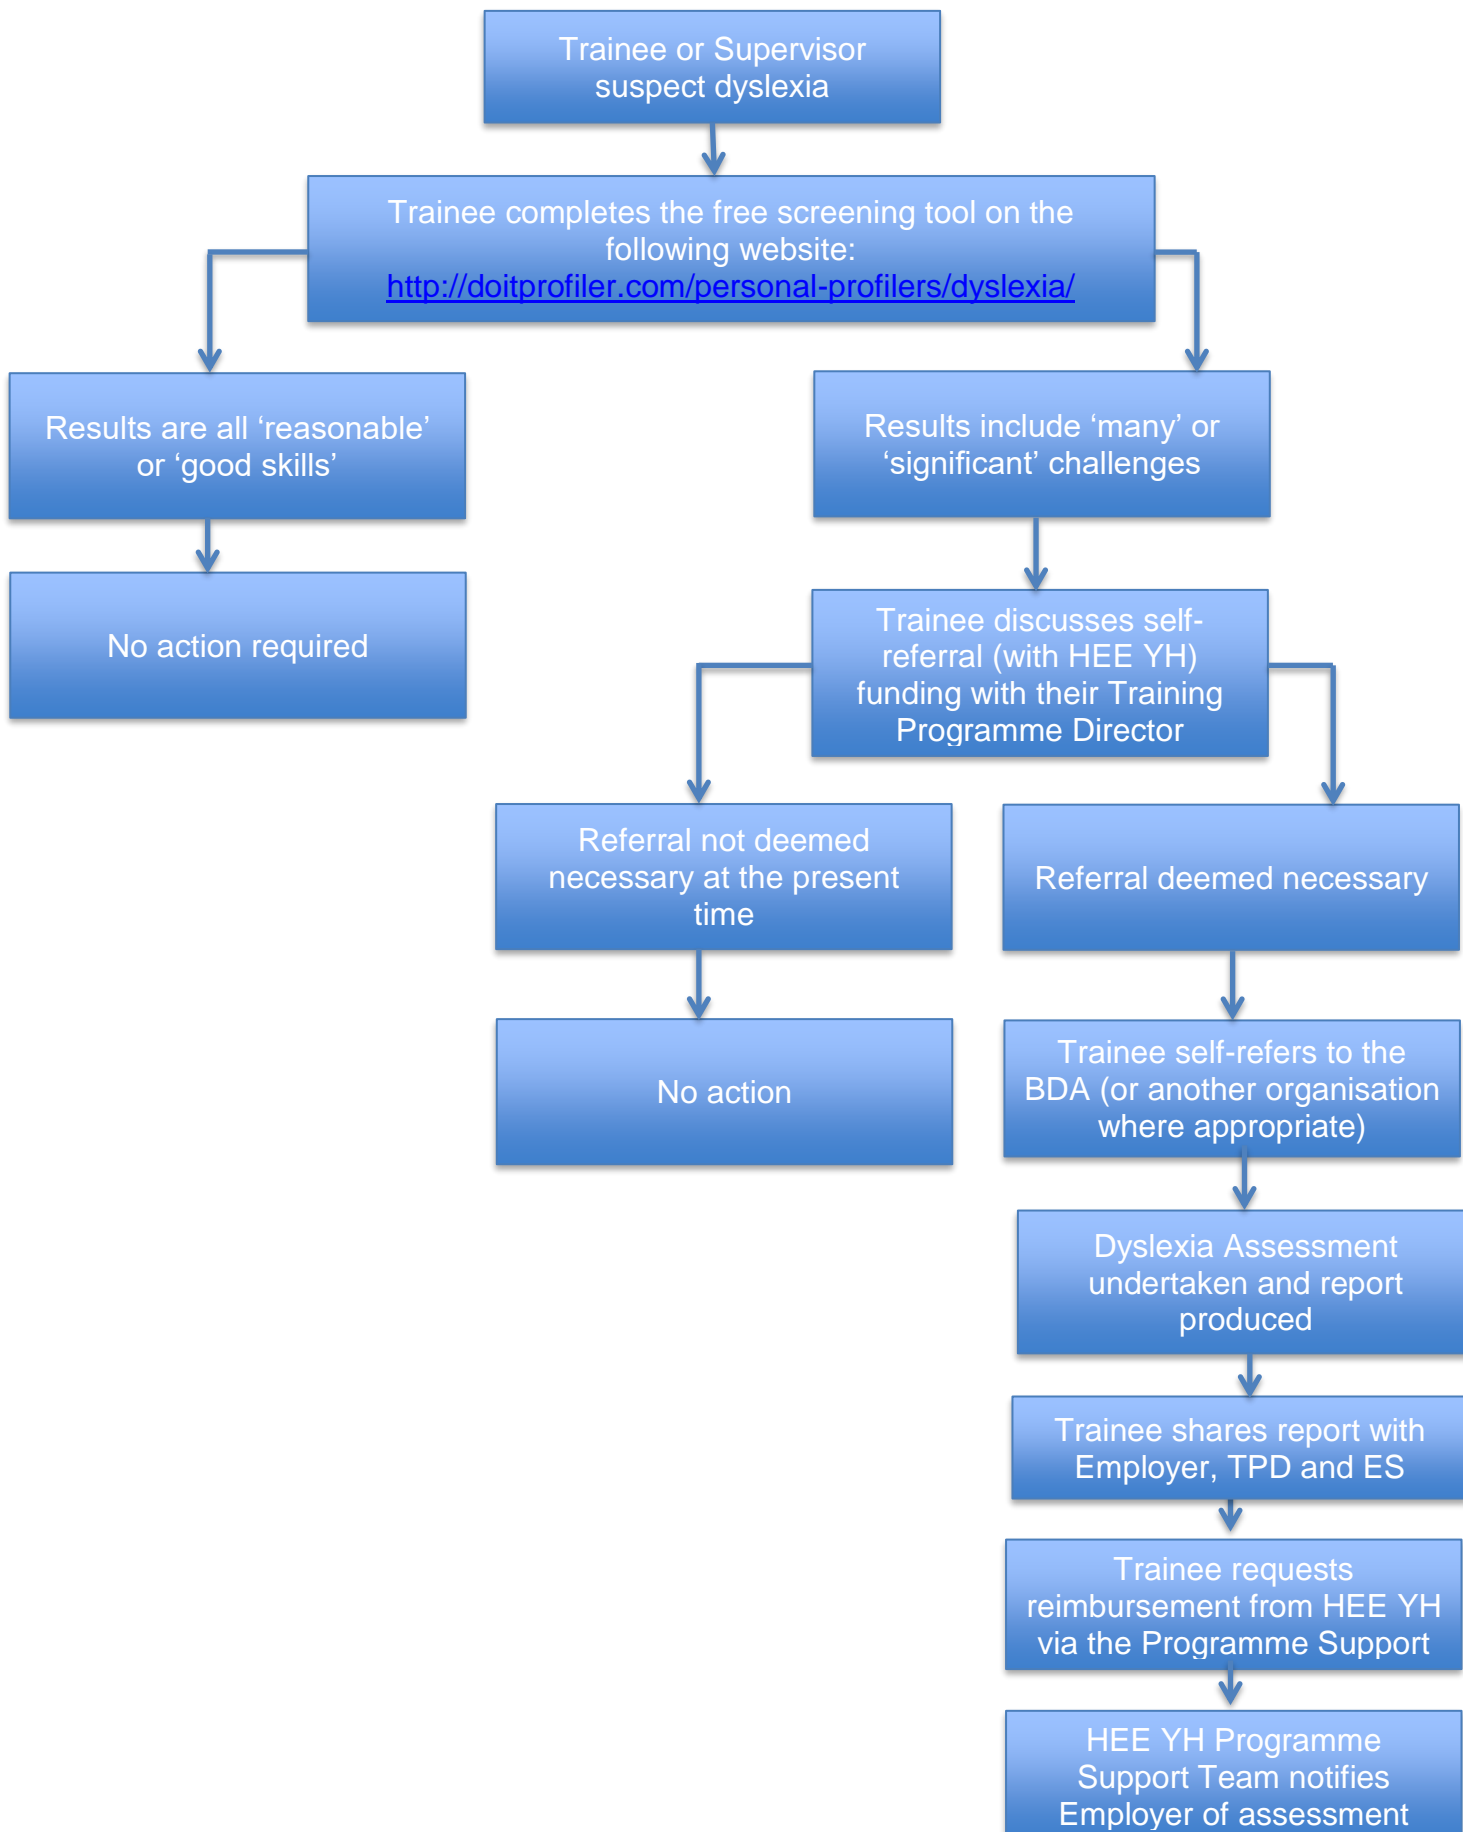 Trainee or Supervisor
suspect dyslexia
Trainee completes the free screening tool on the
following website:
http://doitprofiler.com/personal-profilers/dyslexia/
Results are all ‘reasonable’
or ‘good skills’
Results include ‘many’ or
‘significant’ challenges
No action required
Trainee discusses self-
referral (with HEE YH)
funding with their Training
Programme Director
Referral not deemed
necessary at the present
time
Referral deemed necessary
No action
Trainee self-refers to the
BDA (or another organisation
where appropriate)
Dyslexia Assessment
undertaken and report
produced
Trainee shares report with
Employer, TPD and ES
Trainee requests
reimbursement from HEE YH
via the Programme Support
HEE YH Programme
Support Team notifies
Employer of assessment